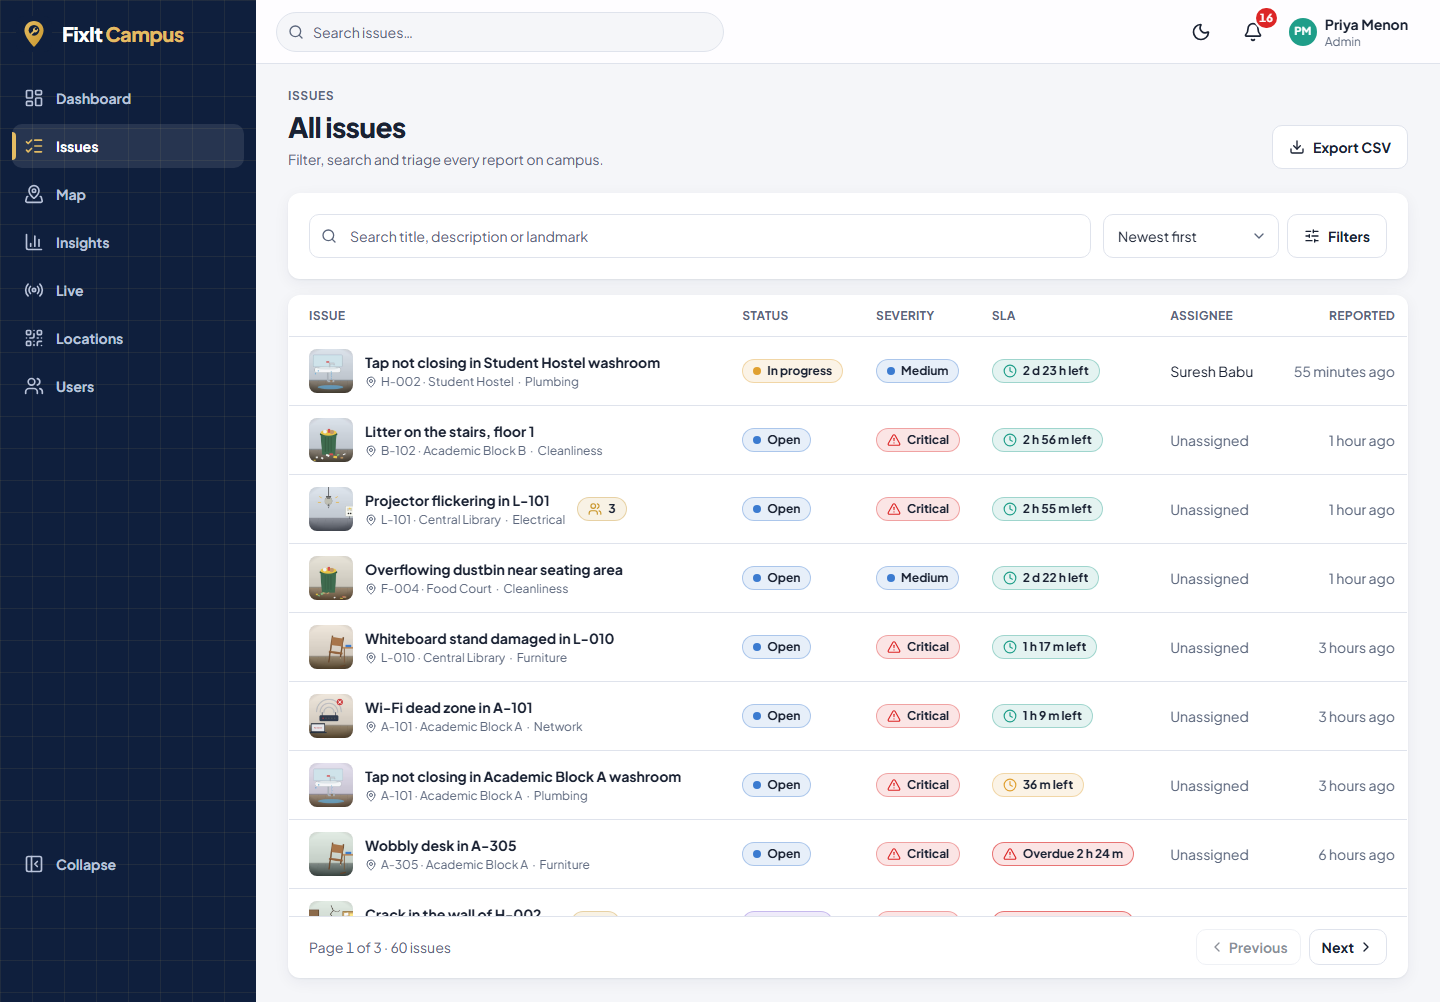 FixIt Campus
Search issues...
16
PM
Priya Menon
Admin
Dashboard
Issues
Map
Insights
Live
Locations
Users
Collapse
ISSUES
All issues
Filter, search and triage every report on campus.
Export CSV
Search title, description or landmark
Newest first
Filters
ISSUE STATUS SEVERITY SLA ASSIGNEE REPORTED
Tap not closing in Student Hostel washroom
H-002 · Student Hostel · Plumbing
In progress Medium 2 d 23 h left Suresh Babu 55 minutes ago
Litter on the stairs, floor 1
B-102 · Academic Block B · Cleanliness
Open Critical 2 h 56 m left Unassigned 1 hour ago
Projector flickering in L-101
L-101 · Central Library · Electrical
3
Open Critical 2 h 55 m left Unassigned 1 hour ago
Overflowing dustbin near seating area
F-004 · Food Court · Cleanliness
Open Medium 2 d 22 h left Unassigned 1 hour ago
Whiteboard stand damaged in L-010
L-010 · Central Library · Furniture
Open Critical 1 h 17 m left Unassigned 3 hours ago
Wi-Fi dead zone in A-101
A-101 · Academic Block A · Network
Open Critical 1 h 9 m left Unassigned 3 hours ago
Tap not closing in Academic Block A washroom
A-101 · Academic Block A · Plumbing
Open Critical 36 m left Unassigned 3 hours ago
Wobbly desk in A-305
A-305 · Academic Block A · Furniture
Open Critical Overdue 2 h 24 m Unassigned 6 hours ago
Crack in the wall of H-002
Page 1 of 3 · 60 issues
Previous
Next